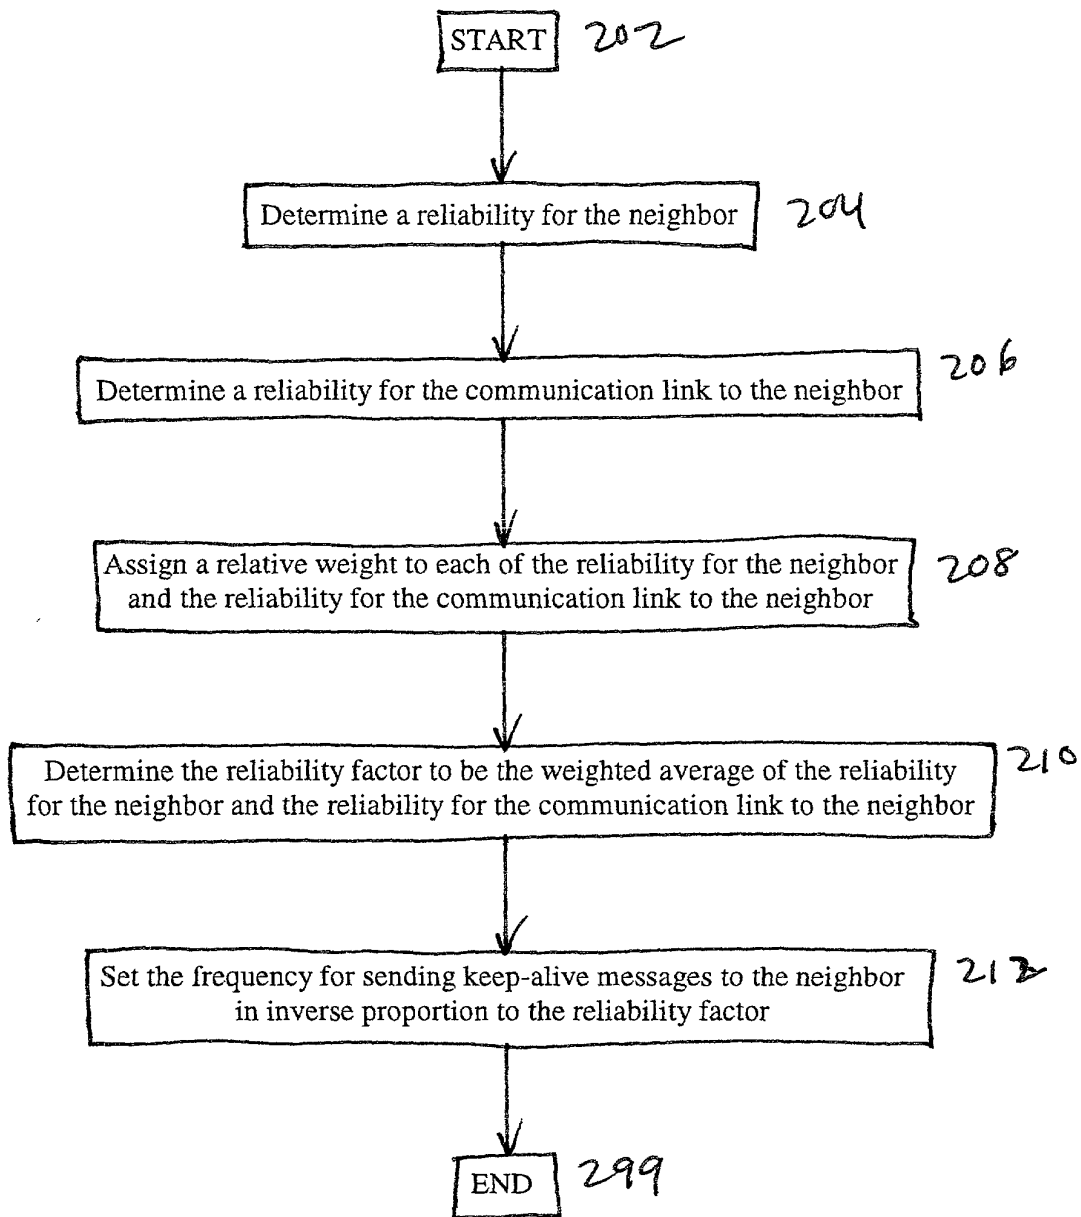 START 202
Determine a reliability for the neighbor 204
Determine a reliability for the communication link to the neighbor 206
Assign a relative weight to each of the reliability for the neighbor
and the reliability for the communication link to the neighbor 208
Determine the reliability factor to be the weighted average of the reliability
for the neighbor and the reliability for the communication link to the neighbor 210
Set the frequency for sending keep-alive messages to the neighbor
in inverse proportion to the reliability factor 212
END 299